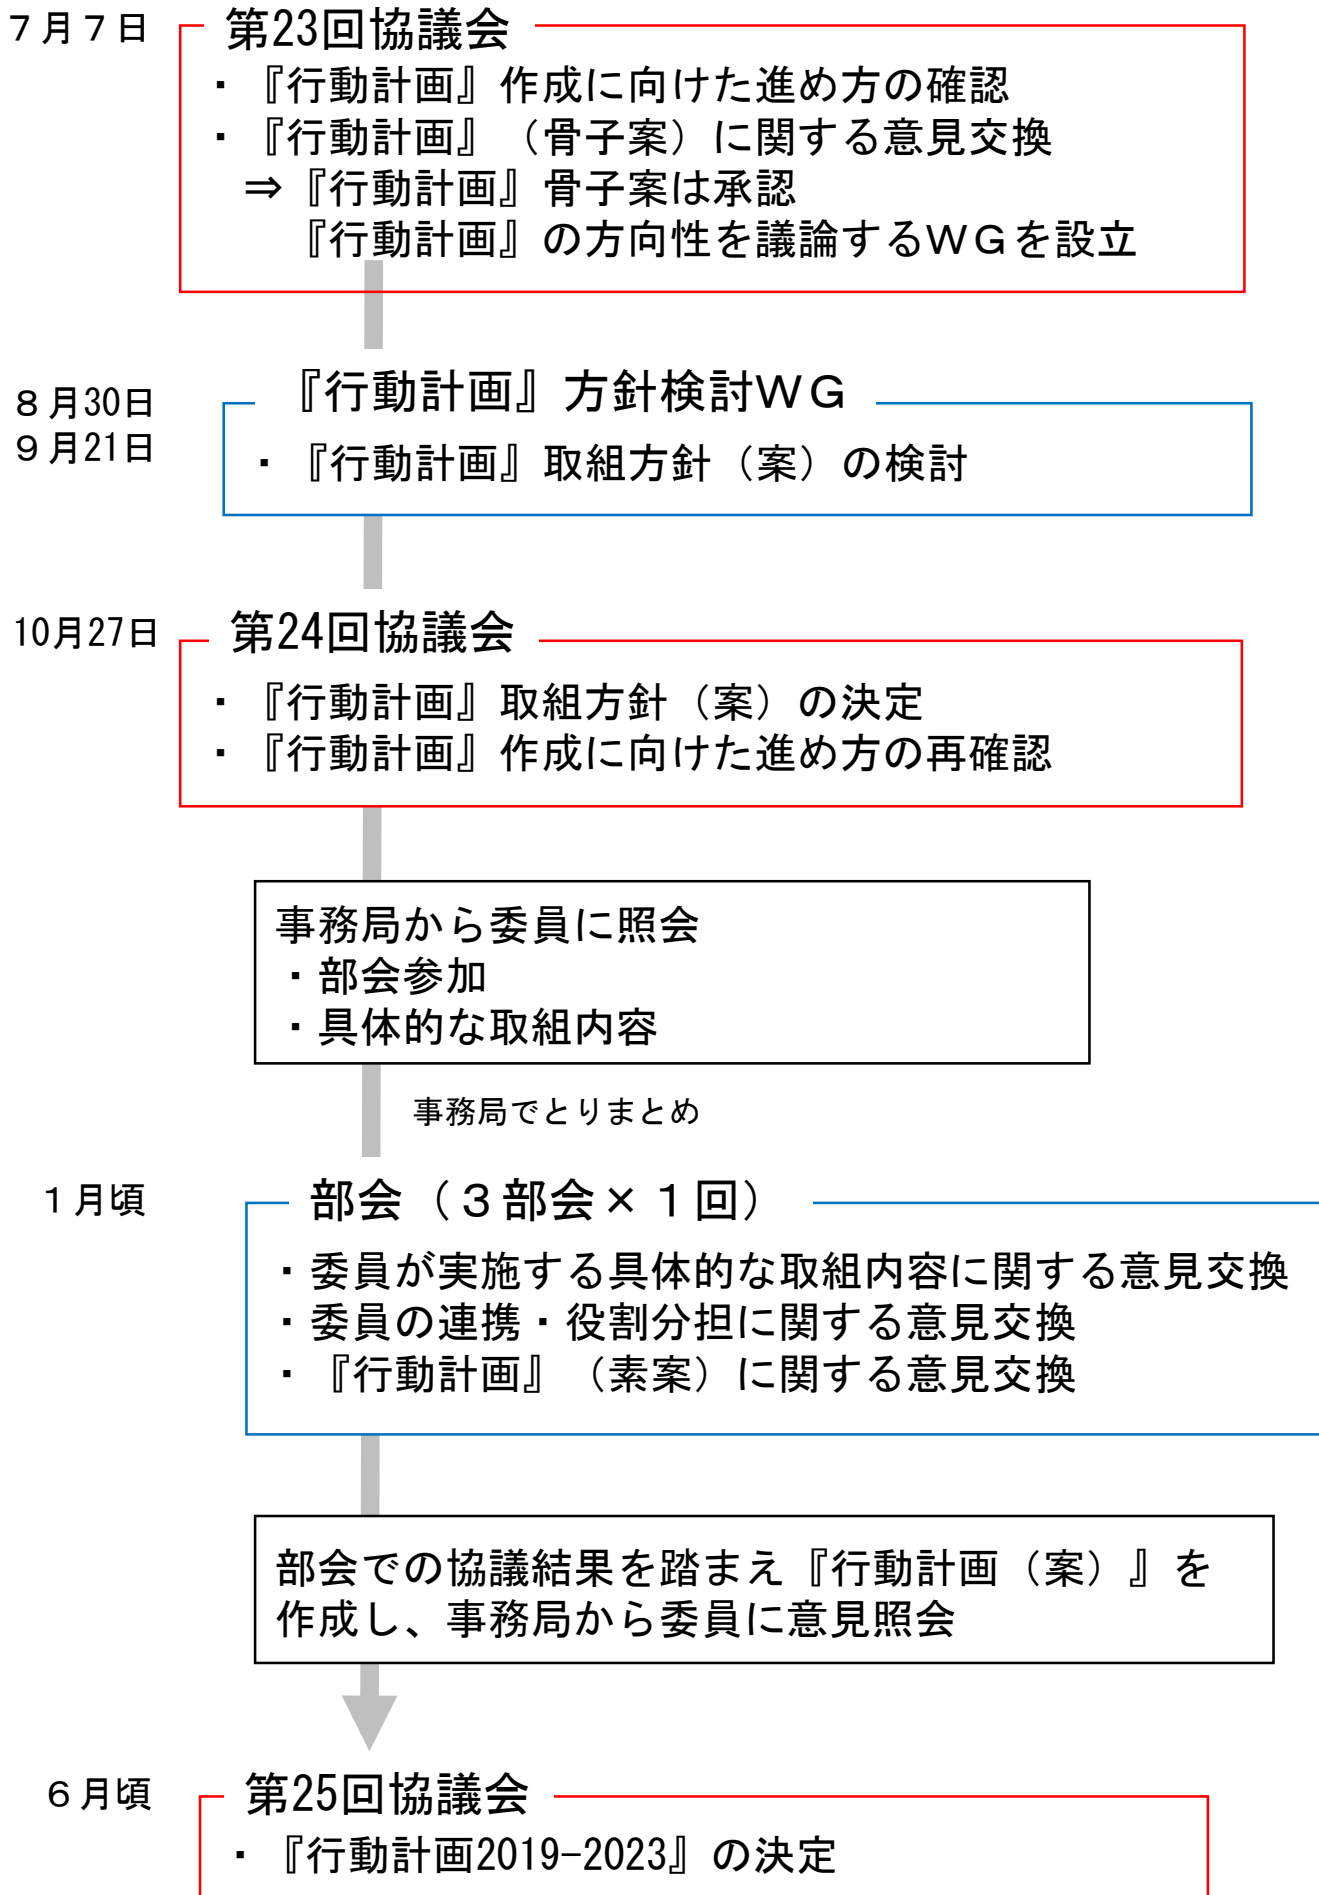 ７月７日
第23回協議会
・『行動計画』作成に向けた進め方の確認
・『行動計画』（骨子案）に関する意見交換
⇒『行動計画』骨子案は承認
『行動計画』の方向性を議論するＷＧを設立
８月30日
９月21日
『行動計画』方針検討ＷＧ
・『行動計画』取組方針（案）の検討
10月27日
第24回協議会
・『行動計画』取組方針（案）の決定
・『行動計画』作成に向けた進め方の再確認
事務局から委員に照会
・部会参加
・具体的な取組内容
事務局でとりまとめ
１月頃
部会（３部会×１回）
・委員が実施する具体的な取組内容に関する意見交換
・委員の連携・役割分担に関する意見交換
・『行動計画』（素案）に関する意見交換
部会での協議結果を踏まえ『行動計画（案）』を
作成し、事務局から委員に意見照会
６月頃
第25回協議会
・『行動計画2019-2023』の決定